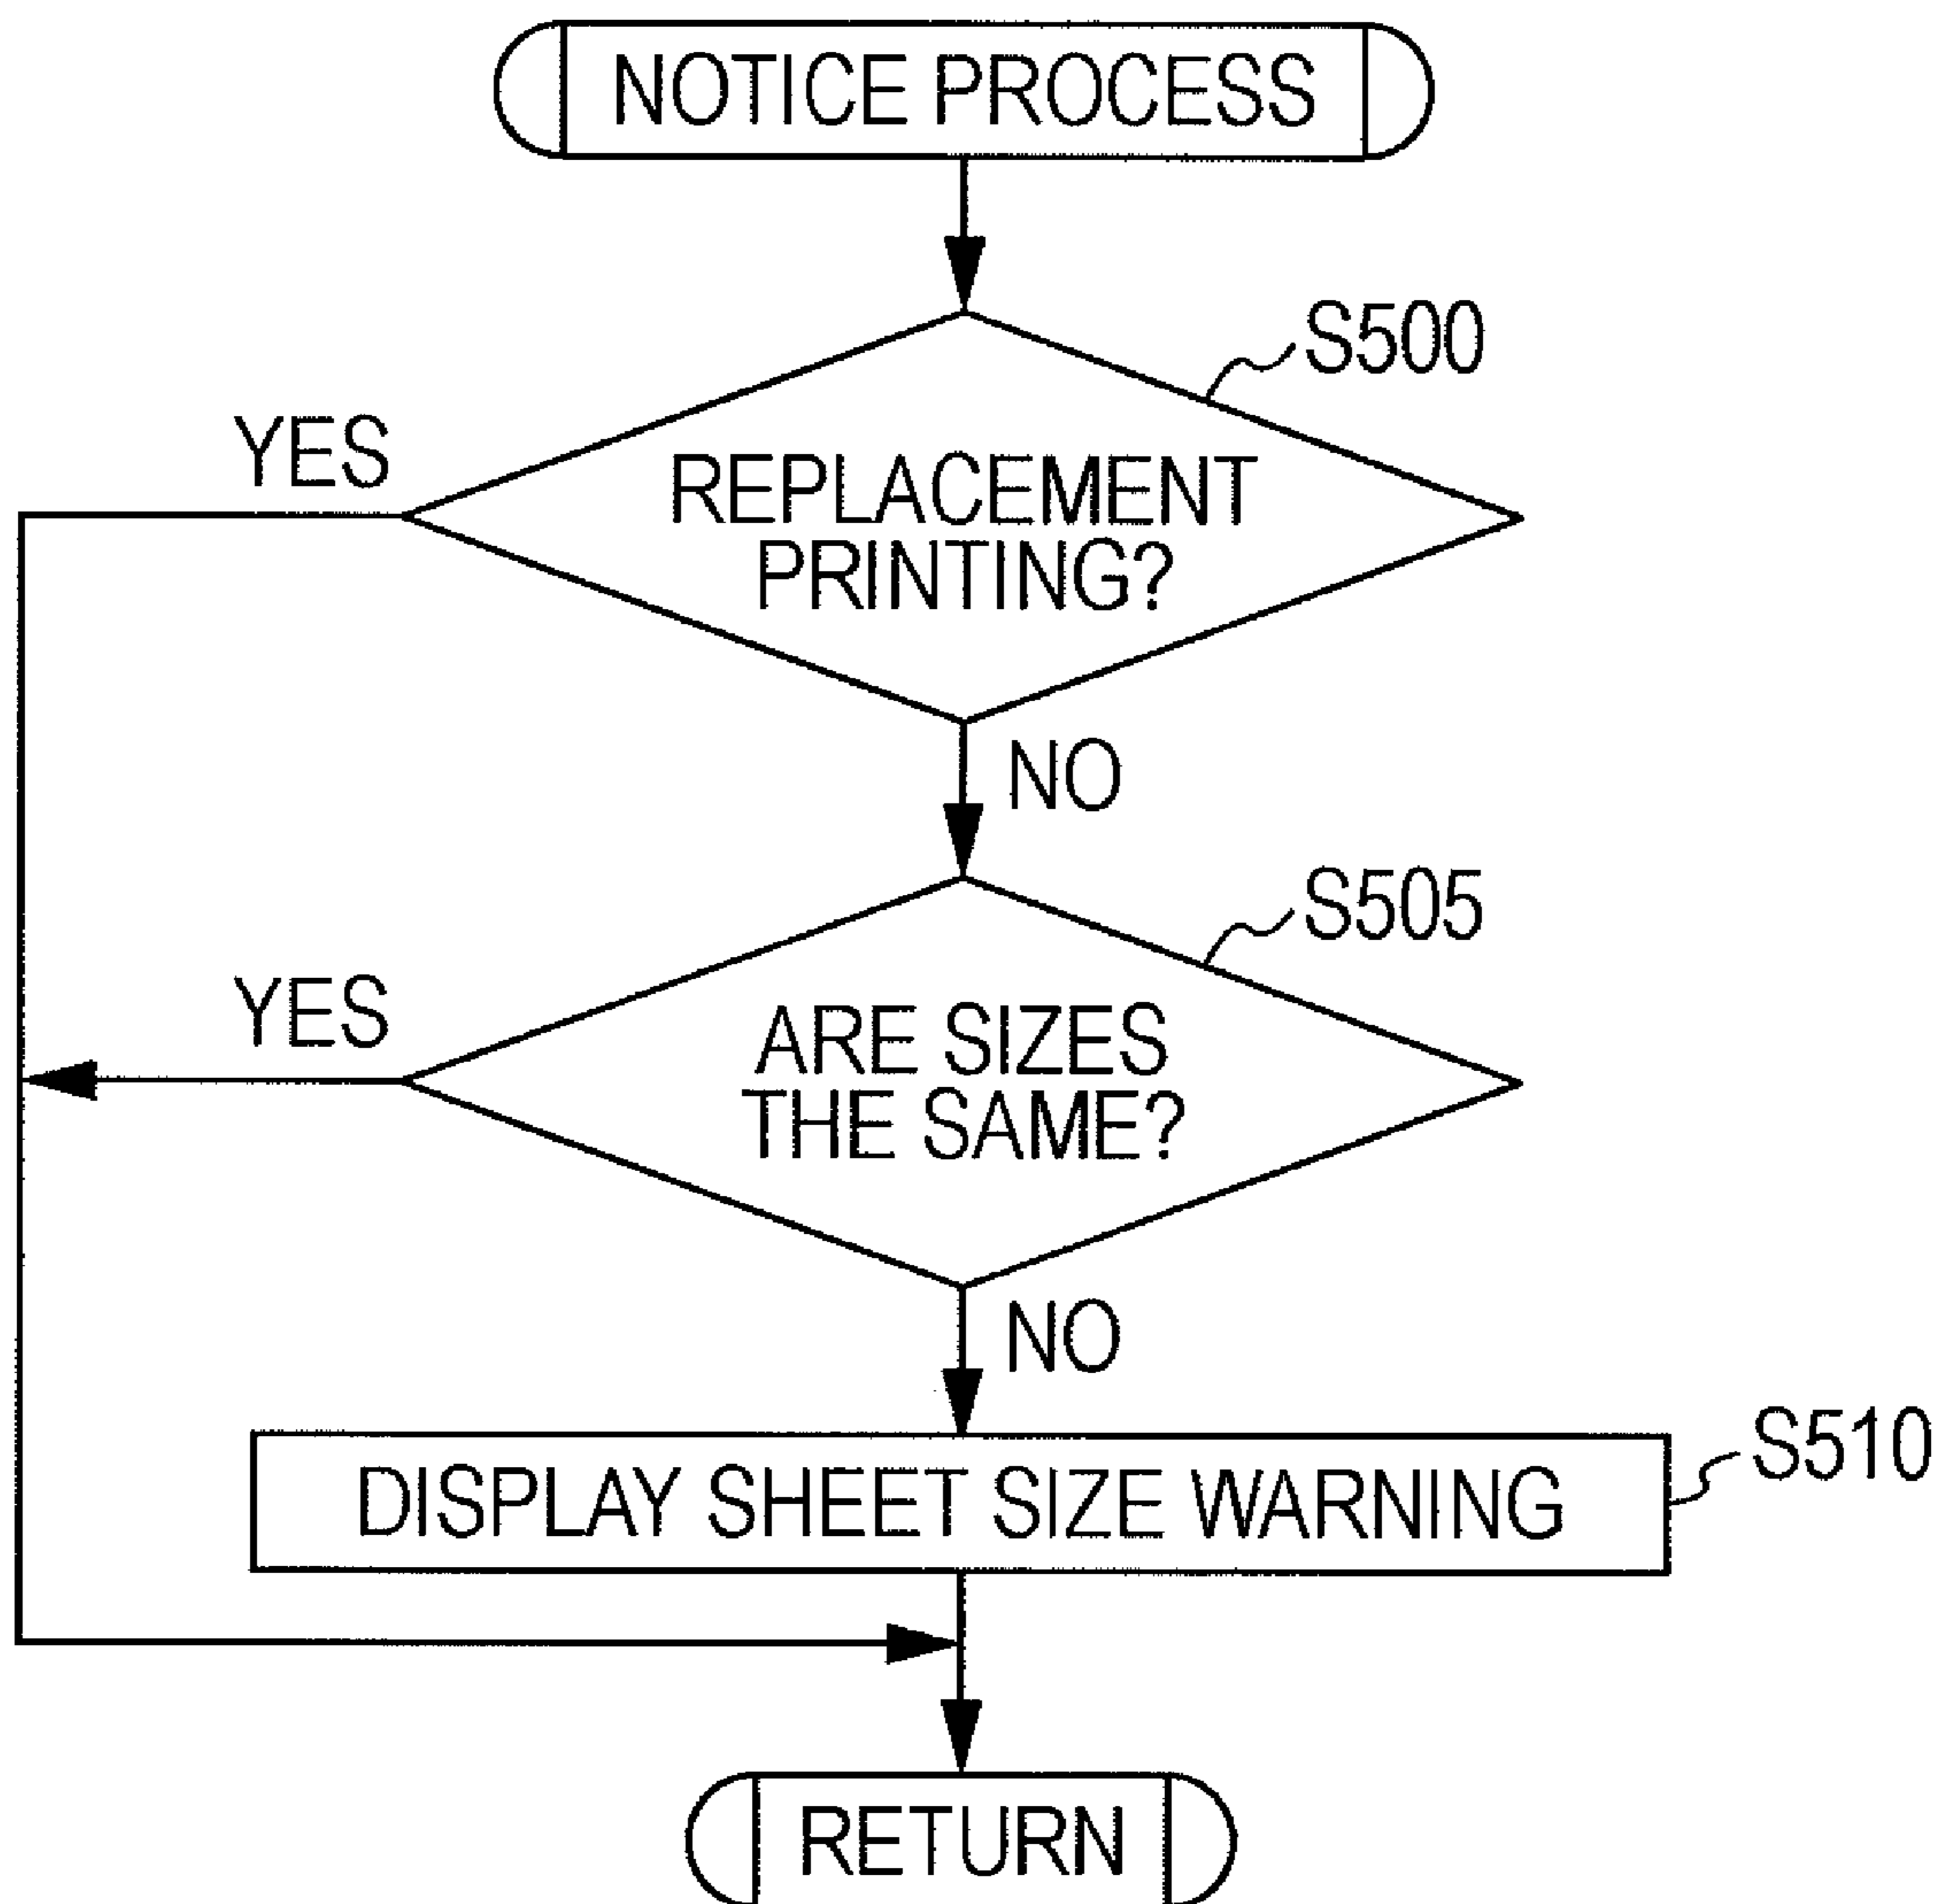 NOTICE PROCESS
S500
YES
REPLACEMENT
PRINTING?
NO
S505
YES
ARE SIZES
THE SAME?
NO
S510
DISPLAY SHEET SIZE WARNING
RETURN